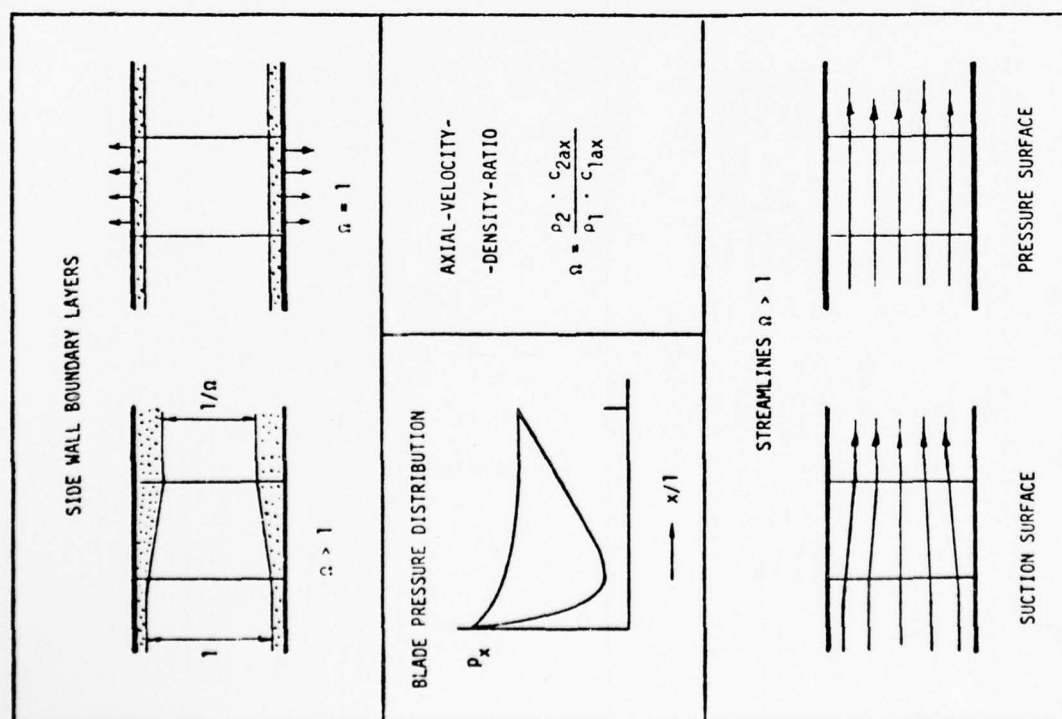 SIDE WALL BOUNDARY LAYERS
1
1/Ω
Ω > 1
Ω = 1
BLADE PRESSURE DISTRIBUTION
Px
x/l
AXIAL-VELOCITY-
-DENSITY-RATIO
Ω = ρ2 · C2ax / ρ1 · C1ax
STREAMLINES Ω > 1
SUCTION SURFACE
PRESSURE SURFACE